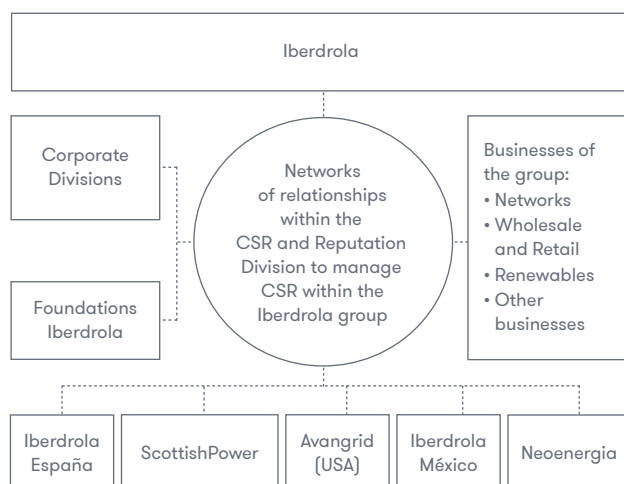 Iberdrola
Corporate
Divisions
Foundations
Iberdrola
Networks
of relationships
within the
CSR and Reputation
Division to manage
CSR within the
Iberdrola group
Businesses of
the group:
• Networks
• Wholesale
and Retail
• Renewables
• Other
businesses
Iberdrola
España
ScottishPower
Avangrid
(USA)
Iberdrola
México
Neoenergia